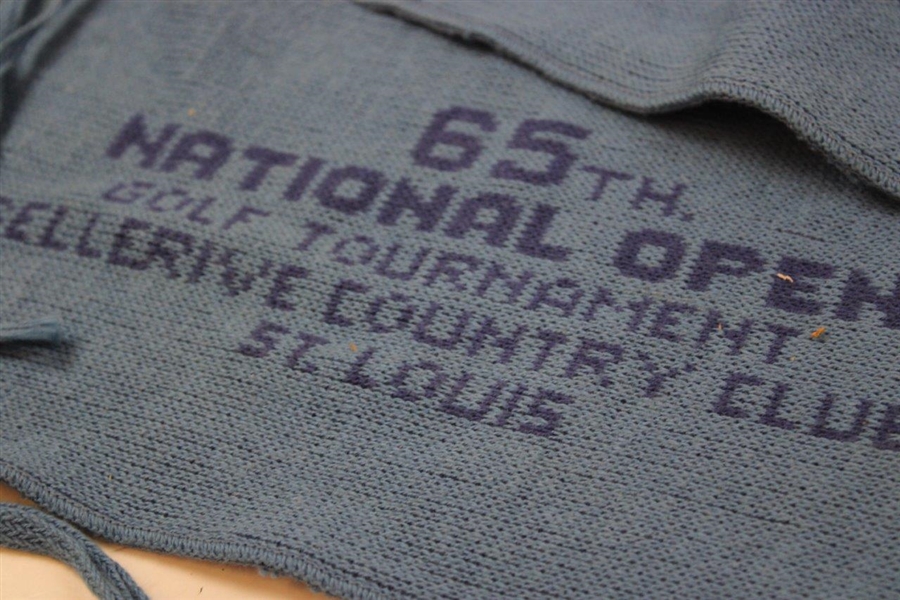 65TH.
NATIONAL OPEN
GOLF TOURNAMENT
BELLERIVE COUNTRY CLUB
ST. LOUIS